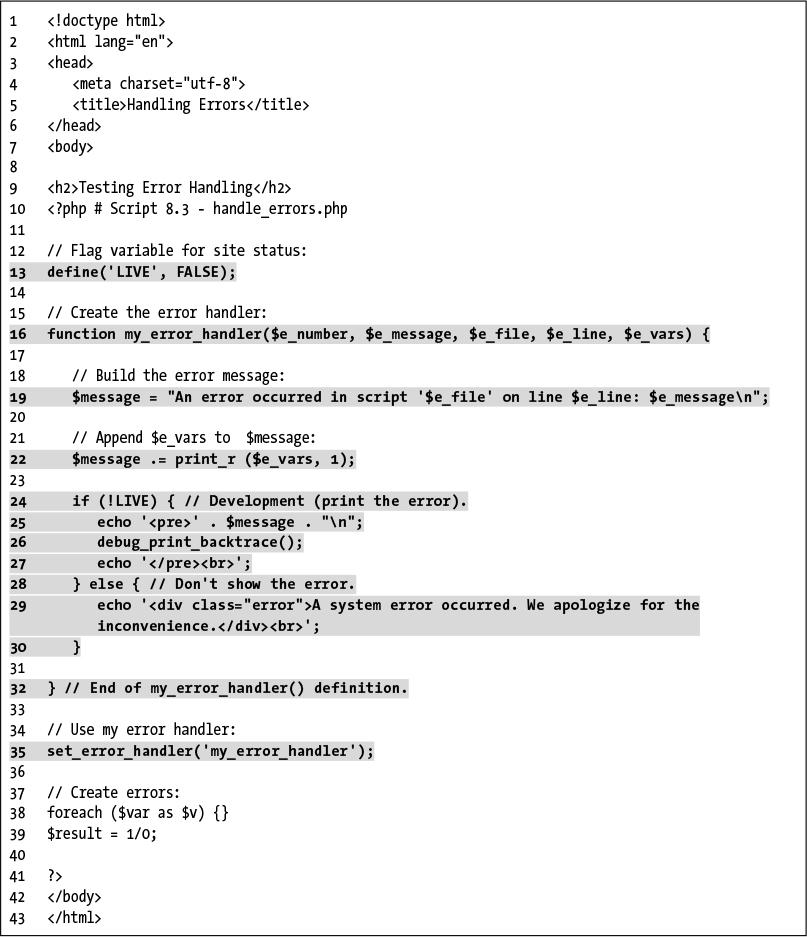 1 <!doctype html>
2 <html lang="en">
3 <head>
4 <meta charset="utf-8">
5 <title>Handling Errors</title>
6 </head>
7 <body>
8
9 <h2>Testing Error Handling</h2>
10 <?php # Script 8.3 - handle_errors.php
11
12 // Flag variable for site status:
13 define('LIVE', FALSE);
14
15 // Create the error handler:
16 function my_error_handler($e_number, $e_message, $e_file, $e_line, $e_vars) {
17
18 // Build the error message:
19 $message = "An error occurred in script '$e_file' on line $e_line: $e_message\n";
20
21 // Append $e_vars to  $message:
22 $message .= print_r ($e_vars, 1);
23
24 if (!LIVE) { // Development (print the error).
25 echo '<pre>' . $message . "\n";
26 debug_print_backtrace();
27 echo '</pre><br>';
28 } else { // Don't show the error.
29 echo '<div class="error">A system error occurred. We apologize for the
inconvenience.</div><br>';
30 }
31
32 } // End of my_error_handler() definition.
33
34 // Use my error handler:
35 set_error_handler('my_error_handler');
36
37 // Create errors:
38 foreach ($var as $v) {}
39 $result = 1/0;
40
41 ?>
42 </body>
43 </html>